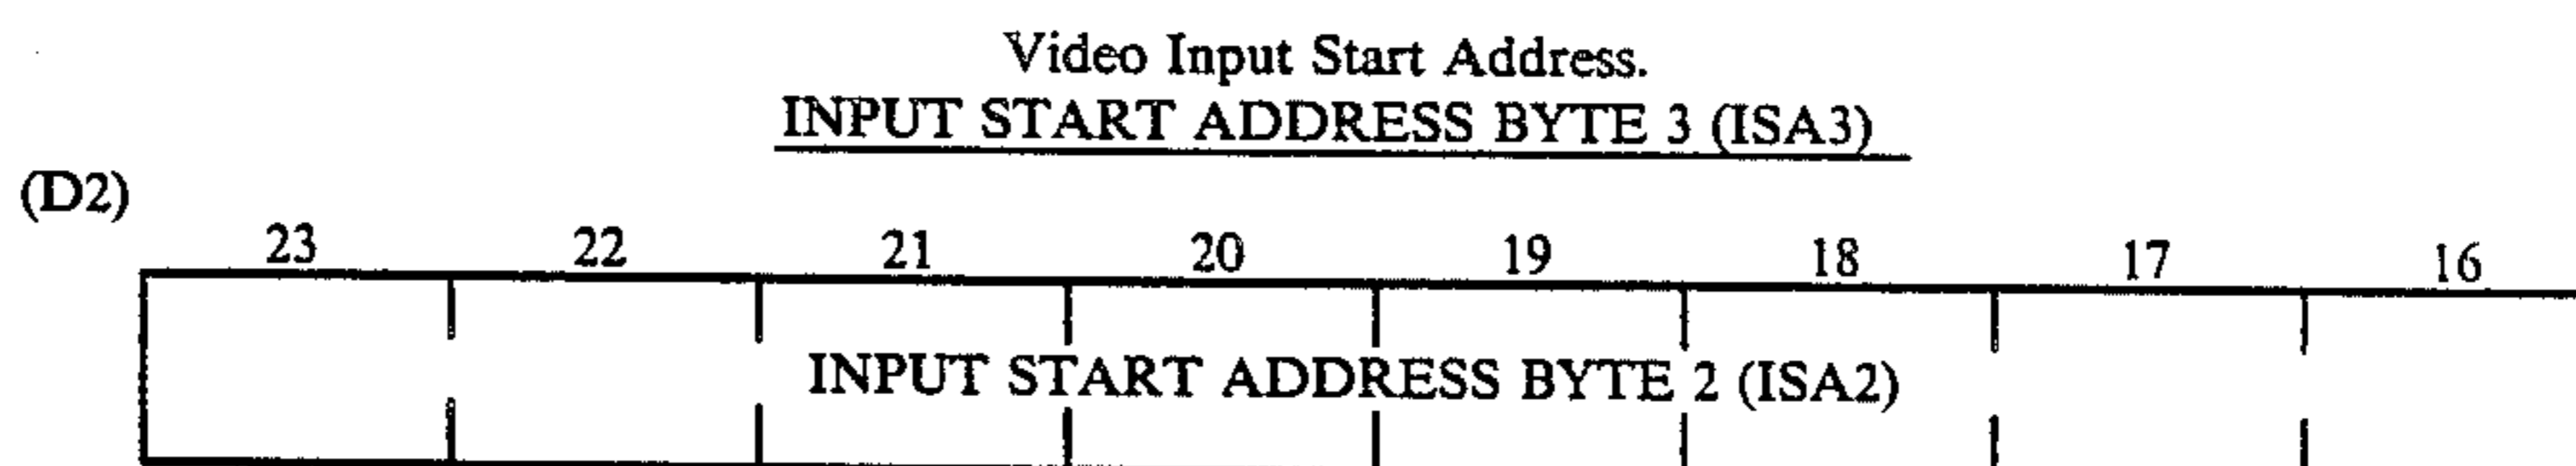 Video Input Start Address.
INPUT START ADDRESS BYTE 3 (ISA3)
(D2)
23 22 21 20 19 18 17 16
INPUT START ADDRESS BYTE 2 (ISA2)